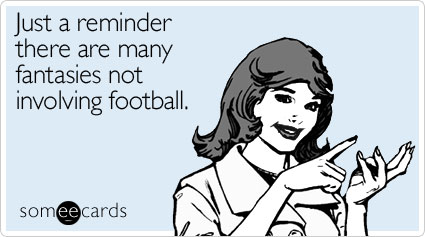 Just a reminder
there are many
fantasies not
involving football.
someecards